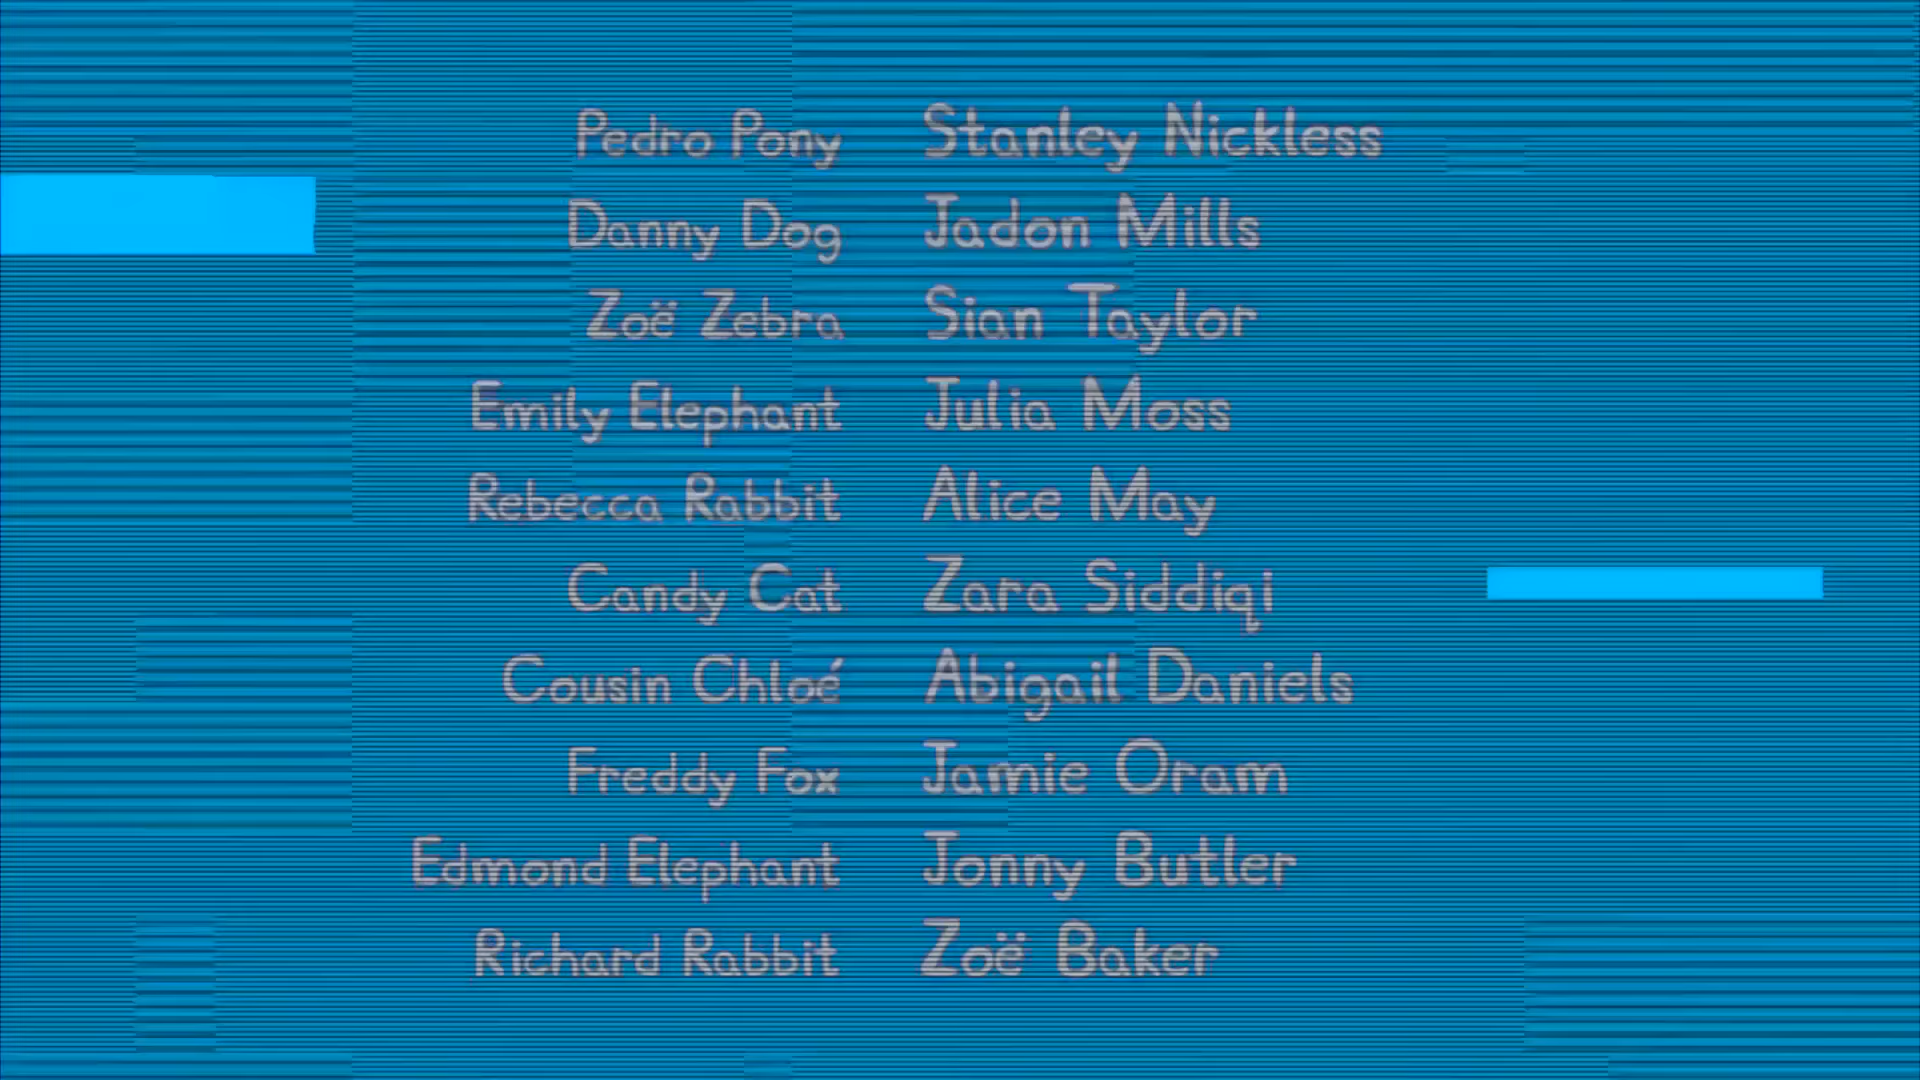 Pedro Pony Stanley Nickless
Danny Dog Jadon Mills
Zoë Zebra Sian Taylor
Emily Elephant Julia Moss
Rebecca Rabbit Alice May
Candy Cat Zara Siddiqi
Cousin Chloé Abigail Daniels
Freddy Fox Jamie Oram
Edmond Elephant Jonny Butler
Richard Rabbit Zoë Baker